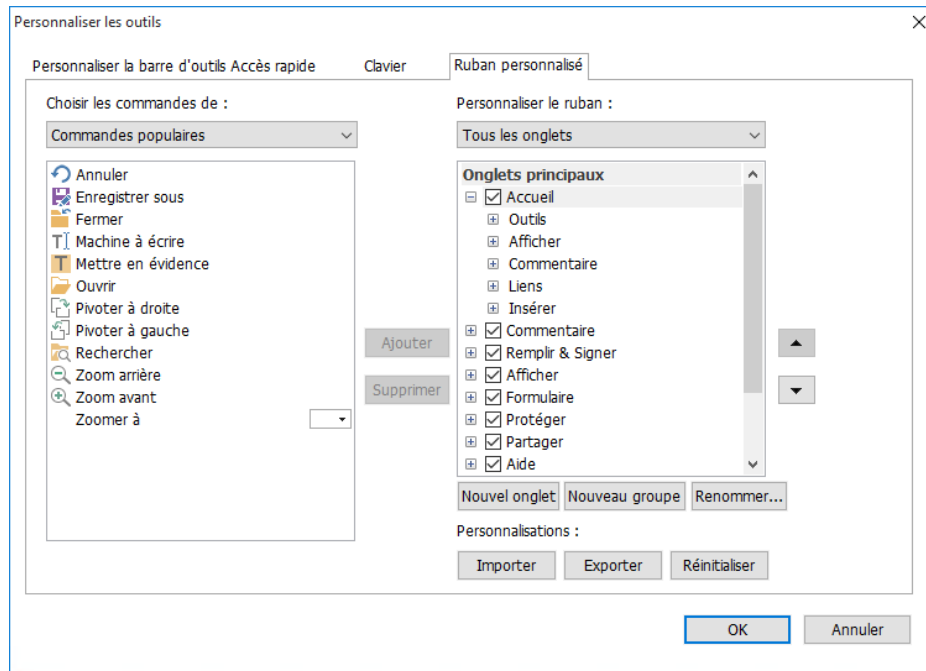 Personnaliser les outils
Personnaliser la barre d'outils Accès rapide
Clavier
Ruban personnalisé
Choisir les commandes de :
Commandes populaires
Annuler
Enregistrer sous
Fermer
Machine à écrire
Mettre en évidence
Ouvrir
Pivoter à droite
Pivoter à gauche
Rechercher
Zoom arrière
Zoom avant
Zoomer à
Ajouter
Supprimer
Personnaliser le ruban :
Tous les onglets
Onglets principaux
Accueil
Outils
Afficher
Commentaire
Liens
Insérer
Commentaire
Remplir & Signer
Afficher
Formulaire
Protéger
Partager
Aide
Nouvel onglet
Nouveau groupe
Renommer...
Personnalisations :
Importer
Exporter
Réinitialiser
OK
Annuler